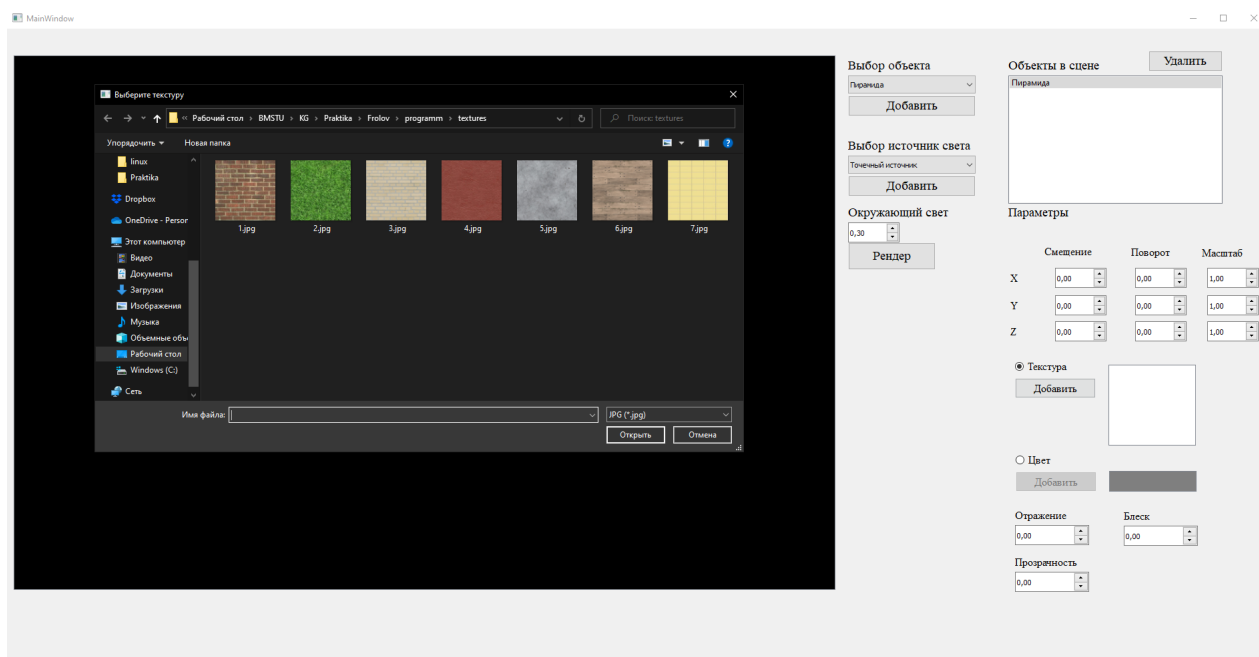 MainWindow
Выберите текстуру
« Рабочий стол › BMSTU › KG › Praktika › Frolov › programm › textures
Поиск: textures
Упорядочить
Новая папка
linux
Praktika
Dropbox
OneDrive - Person
Этот компьютер
Видео
Документы
Загрузки
Изображения
Музыка
Объемные объ
Рабочий стол
Windows (C:)
Сеть
1.jpg
2.jpg
3.jpg
4.jpg
5.jpg
6.jpg
7.jpg
Имя файла:
JPG (*.jpg)
Открыть
Отмена
Выбор объекта
Пирамида
Добавить
Выбор источник света
Точечный источник
Добавить
Окружающий свет
0,30
Рендер
Объекты в сцене
Удалить
Пирамида
Параметры
Смещение Поворот Масштаб
X 0,00 0,00 1,00
Y 0,00 0,00 1,00
Z 0,00 0,00 1,00
Текстура
Добавить
Цвет
Добавить
Отражение Блеск
0,00 0,00
Прозрачность
0,00